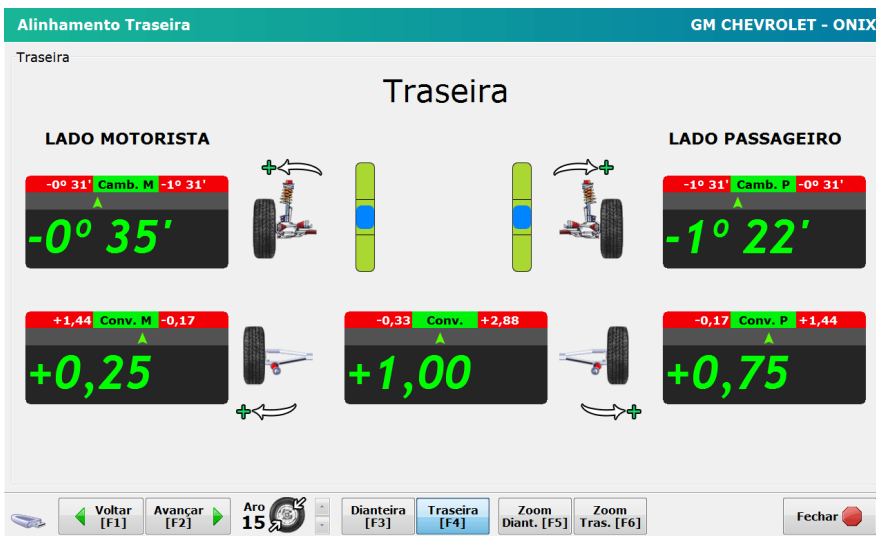 Alinhamento Traseira GM CHEVROLET - ONIX
Traseira
Traseira
LADO MOTORISTA LADO PASSAGEIRO
-0º 31' Camb. M -1º 31' -1º 31' Camb. P -0º 31'
-0º 35' -1º 22'
+1,44 Conv. M -0,17 -0,33 Conv. +2,88 -0,17 Conv. P +1,44
+0,25 +1,00 +0,75
Voltar Avançar Aro Dianteira Traseira Zoom Zoom
[F1] [F2] 15 [F3] [F4] Diant. [F5] Tras. [F6] Fechar